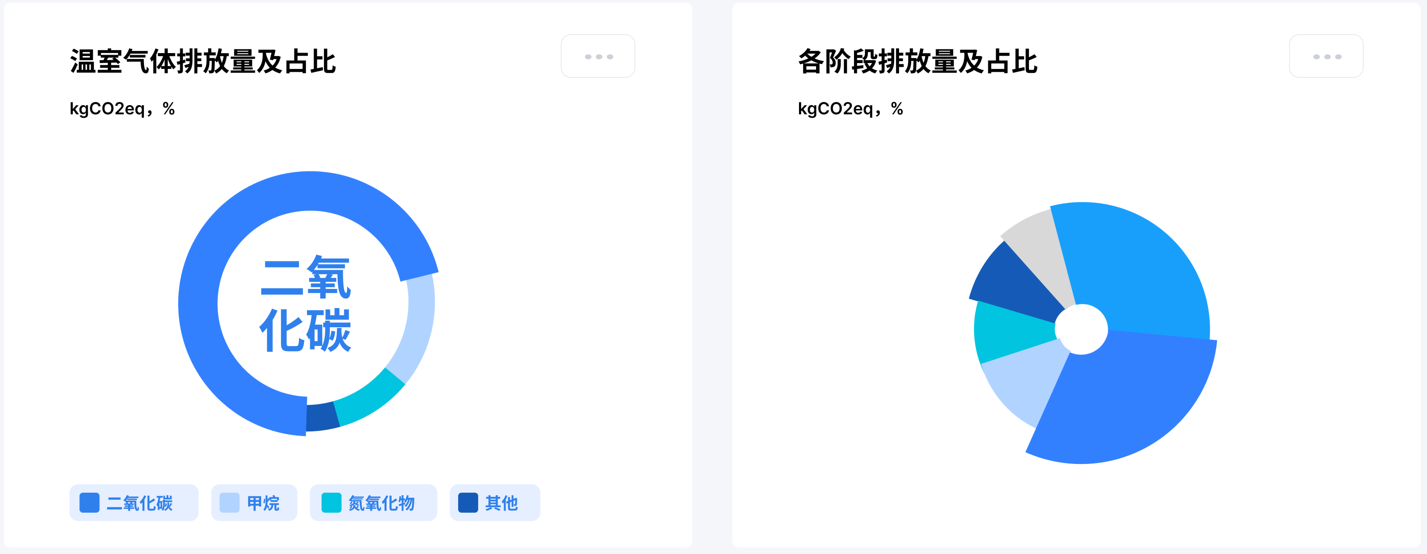 温室气体排放量及占比
kgCO2eq，%
二氧
化碳
二氧化碳
甲烷
氮氧化物
其他
各阶段排放量及占比
kgCO2eq，%